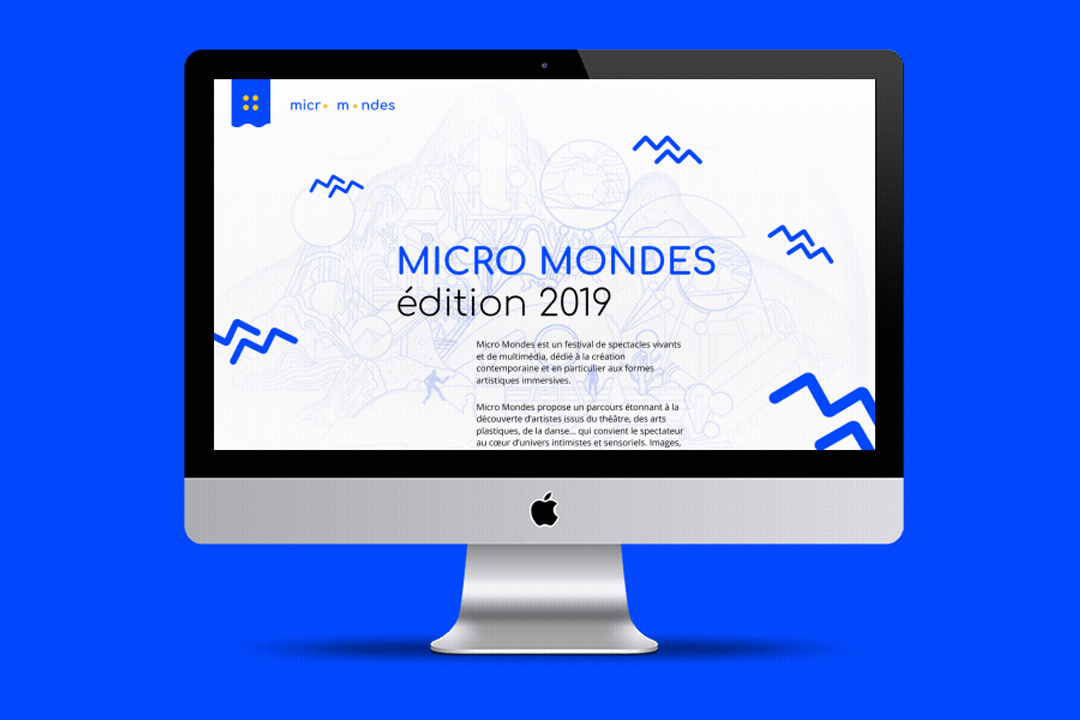 micro mondes
MICRO MONDES
édition 2019
Micro Mondes est un festival de spectacles vivants
et de multimédia, dédié à la création
contemporaine et en particulier aux formes
artistiques immersives.
Micro Mondes propose un parcours étonnant à la
découverte d'artistes issus du théâtre, des arts
plastiques, de la danse... qui convient le spectateur
au cœur d'univers intimistes et sensoriels. Images,